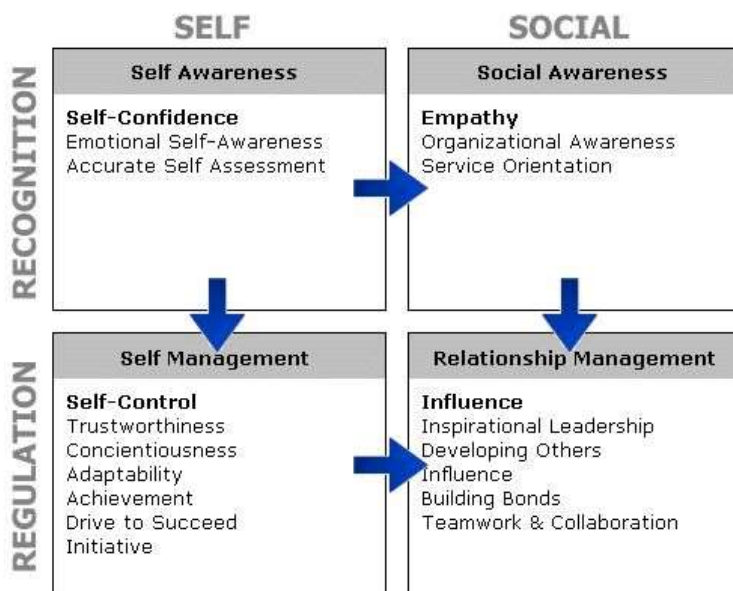 SELF
SOCIAL
RECOGNITION
Self Awareness
Self-Confidence
Emotional Self-Awareness
Accurate Self Assessment
Social Awareness
Empathy
Organizational Awareness
Service Orientation
REGULATION
Self Management
Self-Control
Trustworthiness
Concientiousness
Adaptability
Achievement
Drive to Succeed
Initiative
Relationship Management
Influence
Inspirational Leadership
Developing Others
Influence
Building Bonds
Teamwork & Collaboration